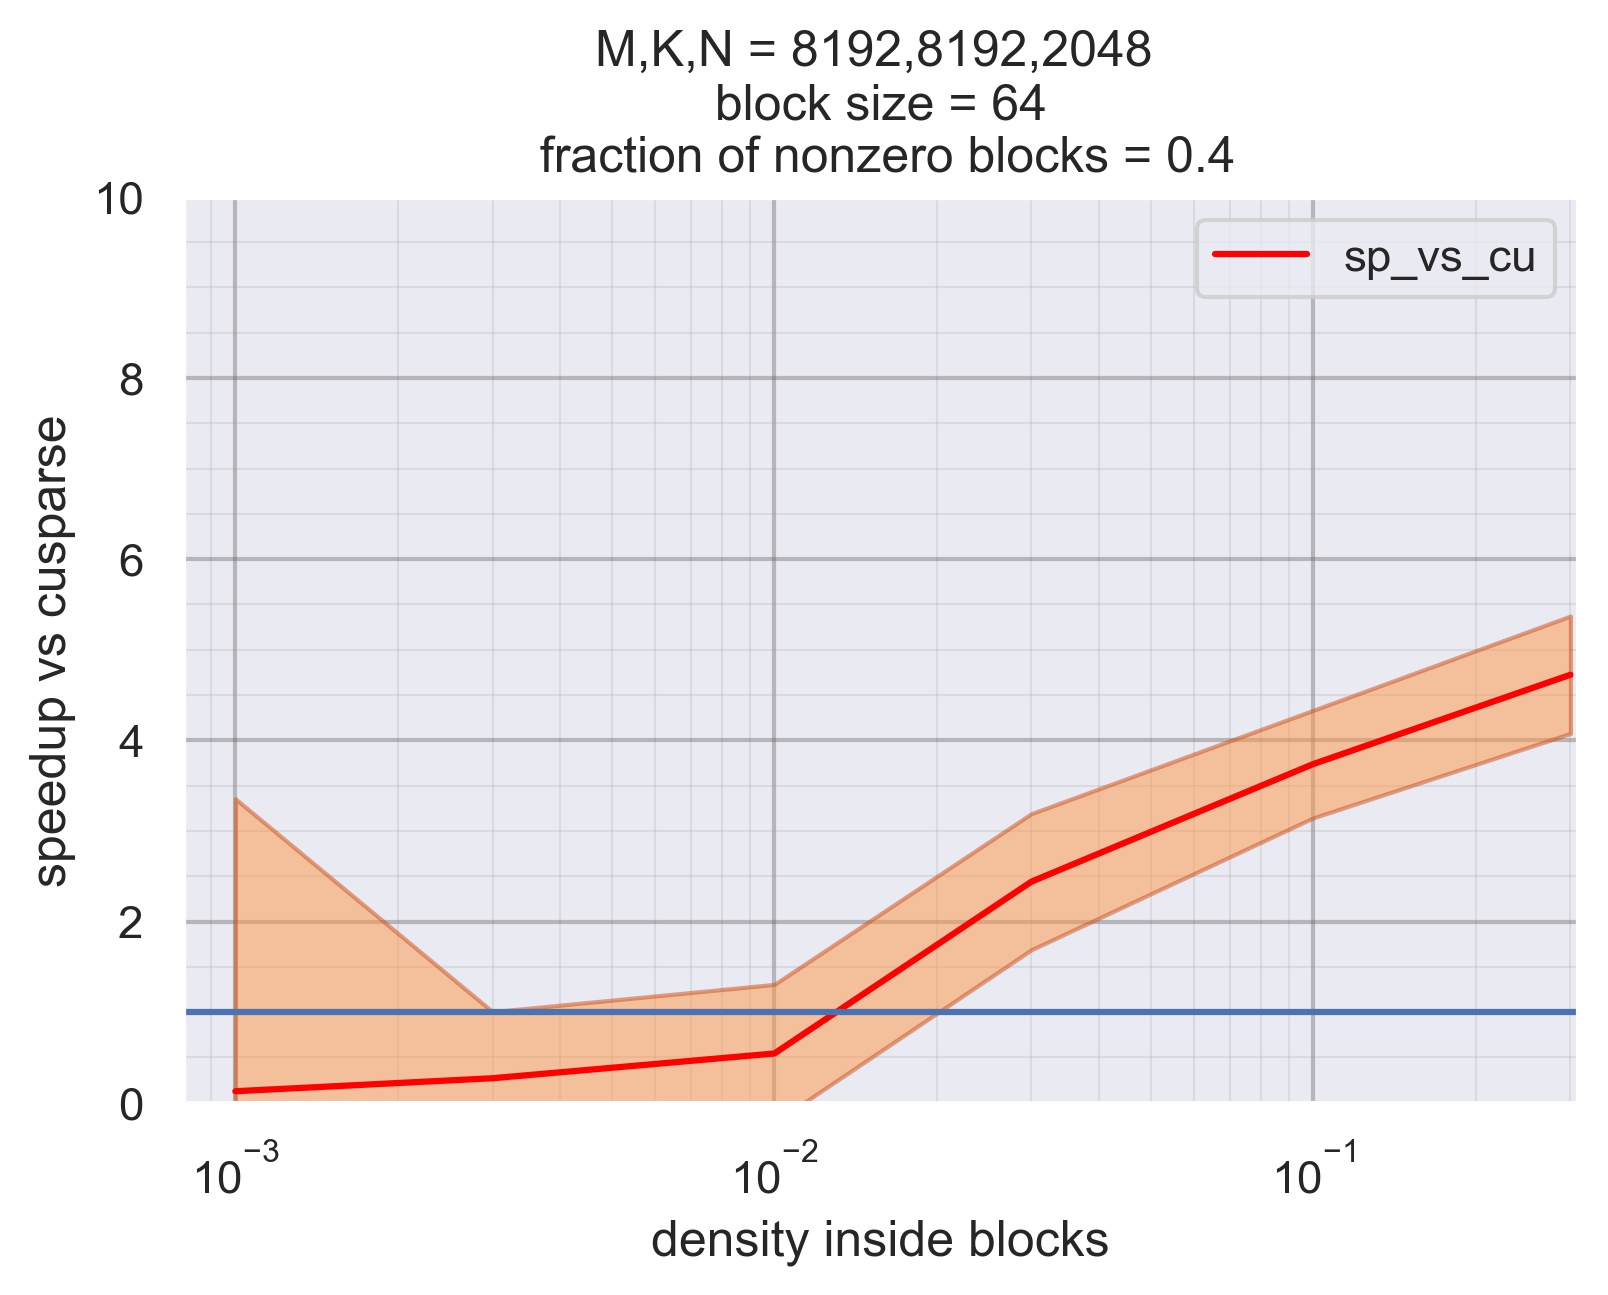 M,K,N = 8192,8192,2048
block size = 64
fraction of nonzero blocks = 0.4
10
8
6
4
2
0
speedup vs cusparse
sp_vs_cu
10⁻³
10⁻²
10⁻¹
density inside blocks